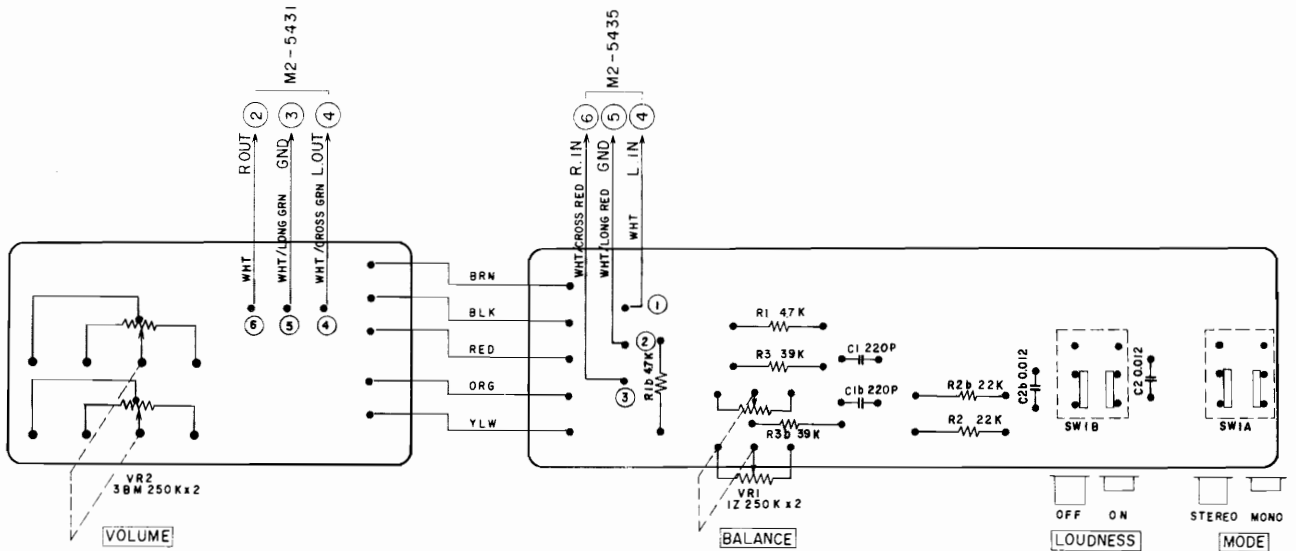 M2-5431
M2-5435
2
3
4
6
5
4
R OUT
GND
L.OUT
R.IN
GND
L.IN
WHT
WHT/LONG GRN
WHT/CROSS GRN
WHT/CROSS RED
WHT/LONG RED
WHT
6
5
4
BRN
BLK
RED
ORG
YLW
1
2
3
R1b 47K
R1 47K
R3 39K
C1 220P
C1b 220P
R3b 39K
R2b 22K
R2 22K
C2b 0.012
C2 0.012
SW1B
SW1A
VR2
3BM 250K x2
VOLUME
VR1
1Z 250K x2
BALANCE
OFF ON
LOUDNESS
STEREO MONO
MODE